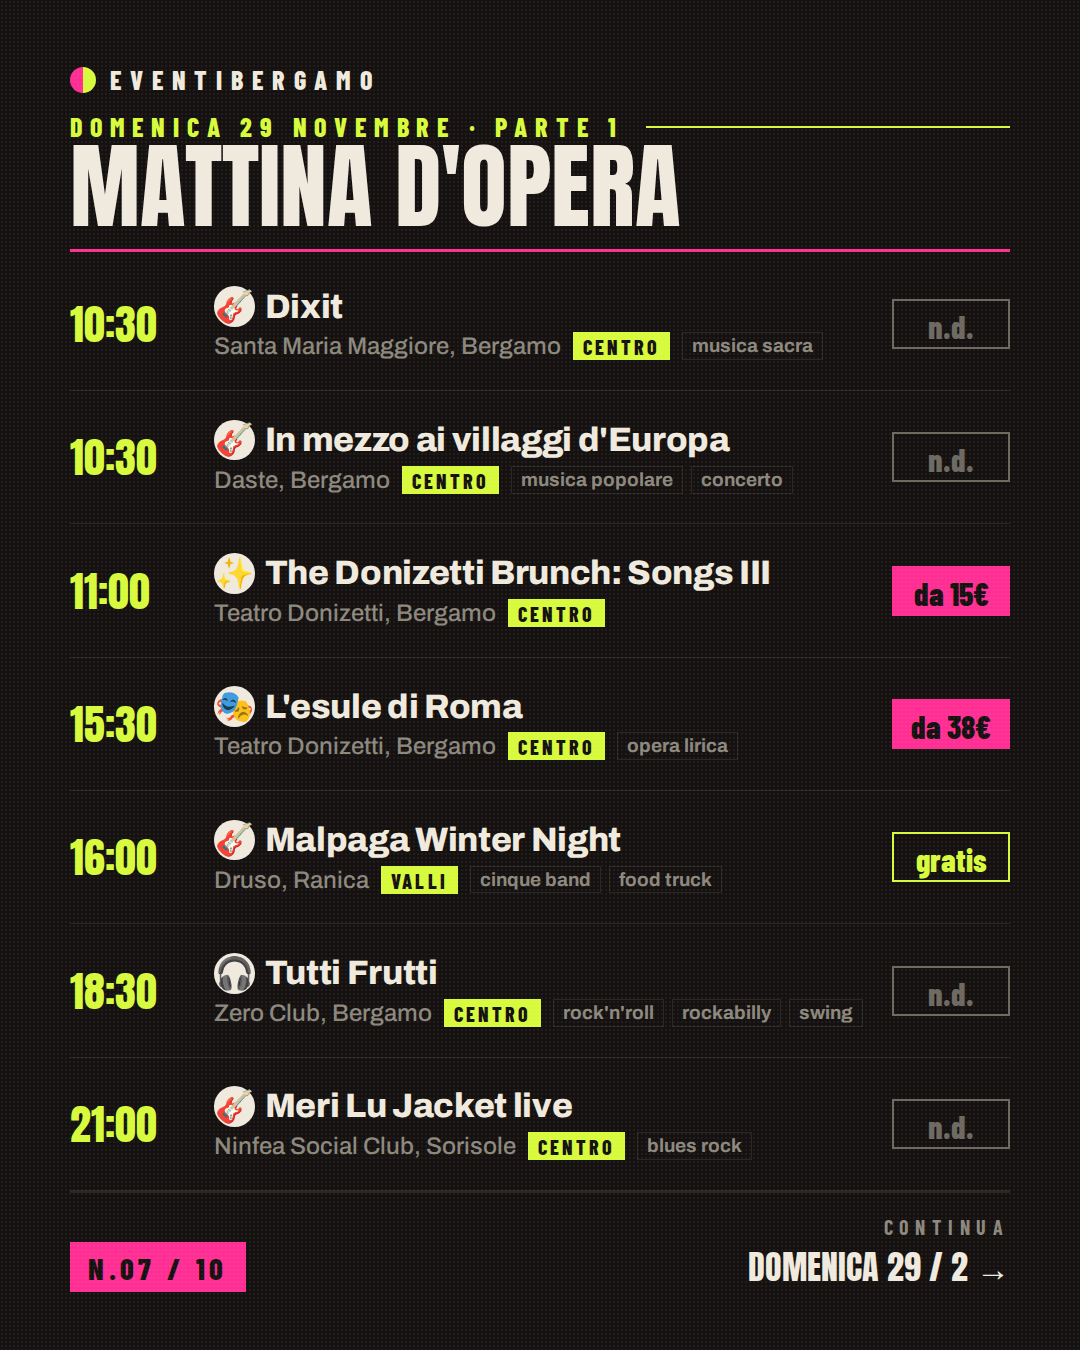 EVENTIBERGAMO
DOMENICA 29 NOVEMBRE · PARTE 1
MATTINA D'OPERA
10:30
Dixit
Santa Maria Maggiore, Bergamo CENTRO musica sacra
n.d.
10:30
In mezzo ai villaggi d'Europa
Daste, Bergamo CENTRO musica popolare concerto
n.d.
11:00
The Donizetti Brunch: Songs III
Teatro Donizetti, Bergamo CENTRO
da 15€
15:30
L'esule di Roma
Teatro Donizetti, Bergamo CENTRO opera lirica
da 38€
16:00
Malpaga Winter Night
Druso, Ranica VALLI cinque band food truck
gratis
18:30
Tutti Frutti
Zero Club, Bergamo CENTRO rock'n'roll rockabilly swing
n.d.
21:00
Meri Lu Jacket live
Ninfea Social Club, Sorisole CENTRO blues rock
n.d.
CONTINUA
N.07 / 10
DOMENICA 29 / 2 →